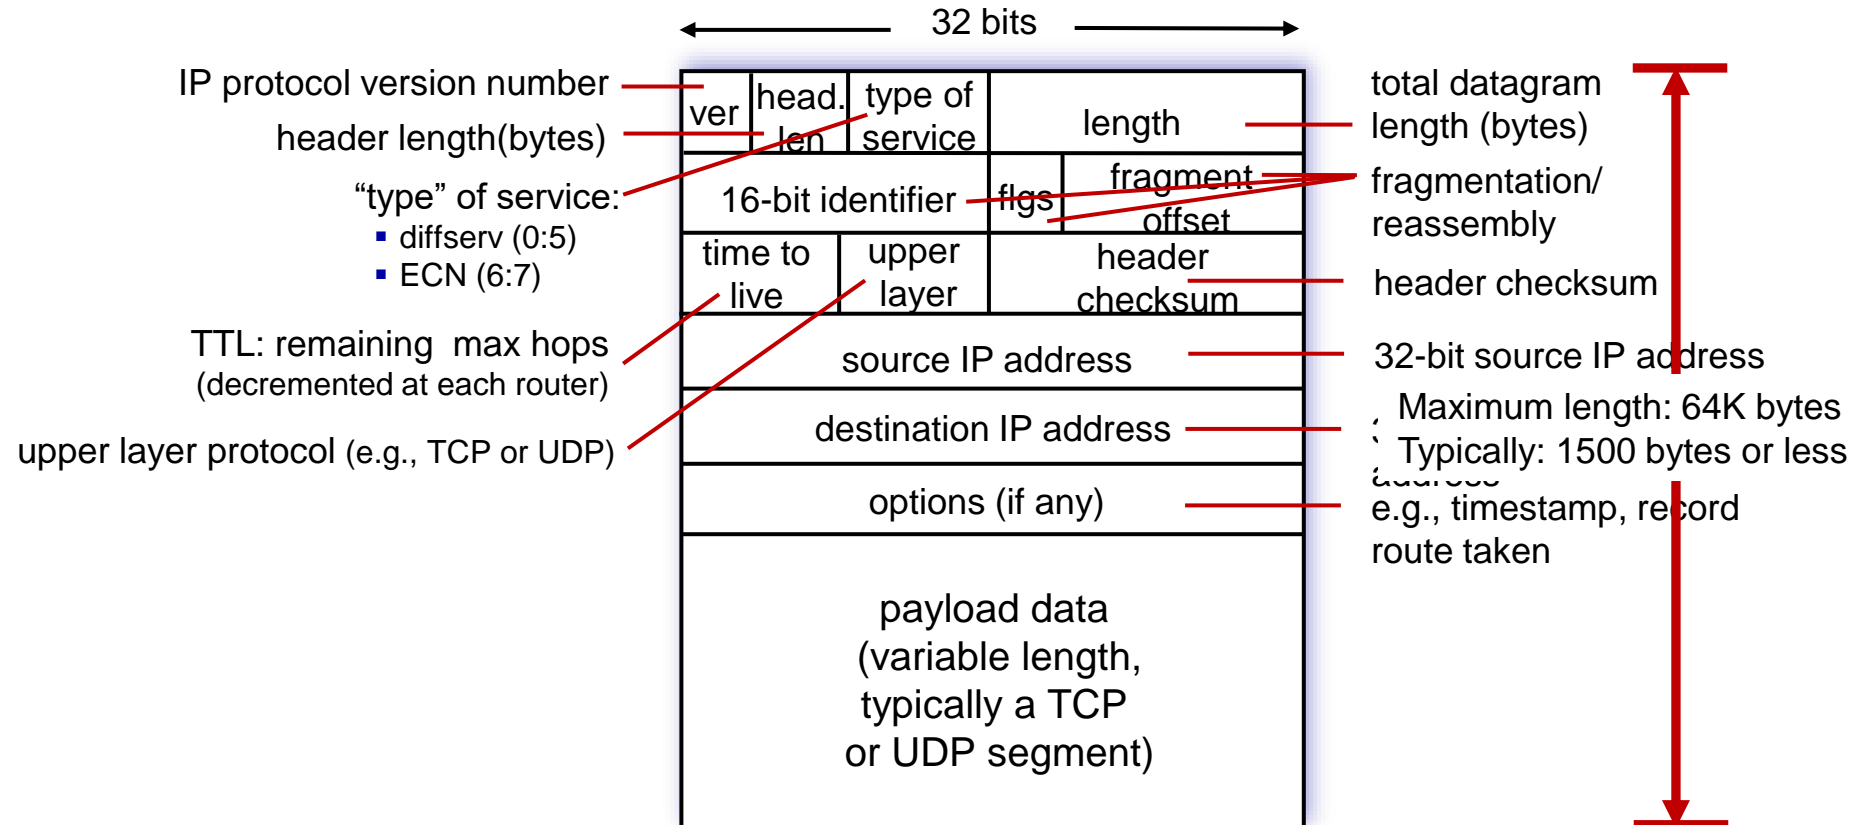 32 bits
IP protocol version number
header length(bytes)
“type” of service:
▪ diffserv (0:5)
▪ ECN (6:7)
TTL: remaining  max hops
(decremented at each router)
upper layer protocol (e.g., TCP or UDP)
ver
head.
len
type of
service
length
16-bit identifier
flgs
fragment
offset
time to
live
upper
layer
header
checksum
source IP address
destination IP address
options (if any)
payload data
(variable length,
typically a TCP
or UDP segment)
total datagram
length (bytes)
fragmentation/
reassembly
header checksum
32-bit source IP address
Maximum length: 64K bytes
Typically: 1500 bytes or less
address
e.g., timestamp, record
route taken